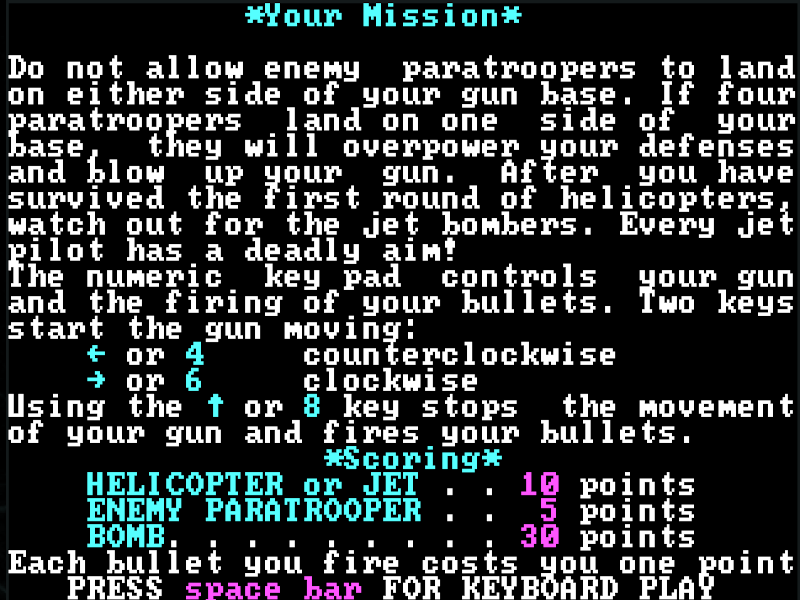 *Your Mission*
Do not allow enemy  paratroopers to land
on either side of your gun base. If four
paratroopers  land on one  side of  your
base,  they will overpower your defenses
and blow  up your  gun.  After  you have
survived the first round of helicopters,
watch out for the jet bombers. Every jet
pilot has a deadly aim!
The numeric  key pad  controls  your gun
and the firing of your bullets. Two keys
start the gun moving:
← or 4     counterclockwise
→ or 6     clockwise
Using the ↑ or 8 key stops  the movement
of your gun and fires your bullets.
*Scoring*
HELICOPTER or JET . . 10 points
ENEMY PARATROOPER . .  5 points
BOMB. . . . . . . . . 30 points
Each bullet you fire costs you one point
PRESS space bar FOR KEYBOARD PLAY